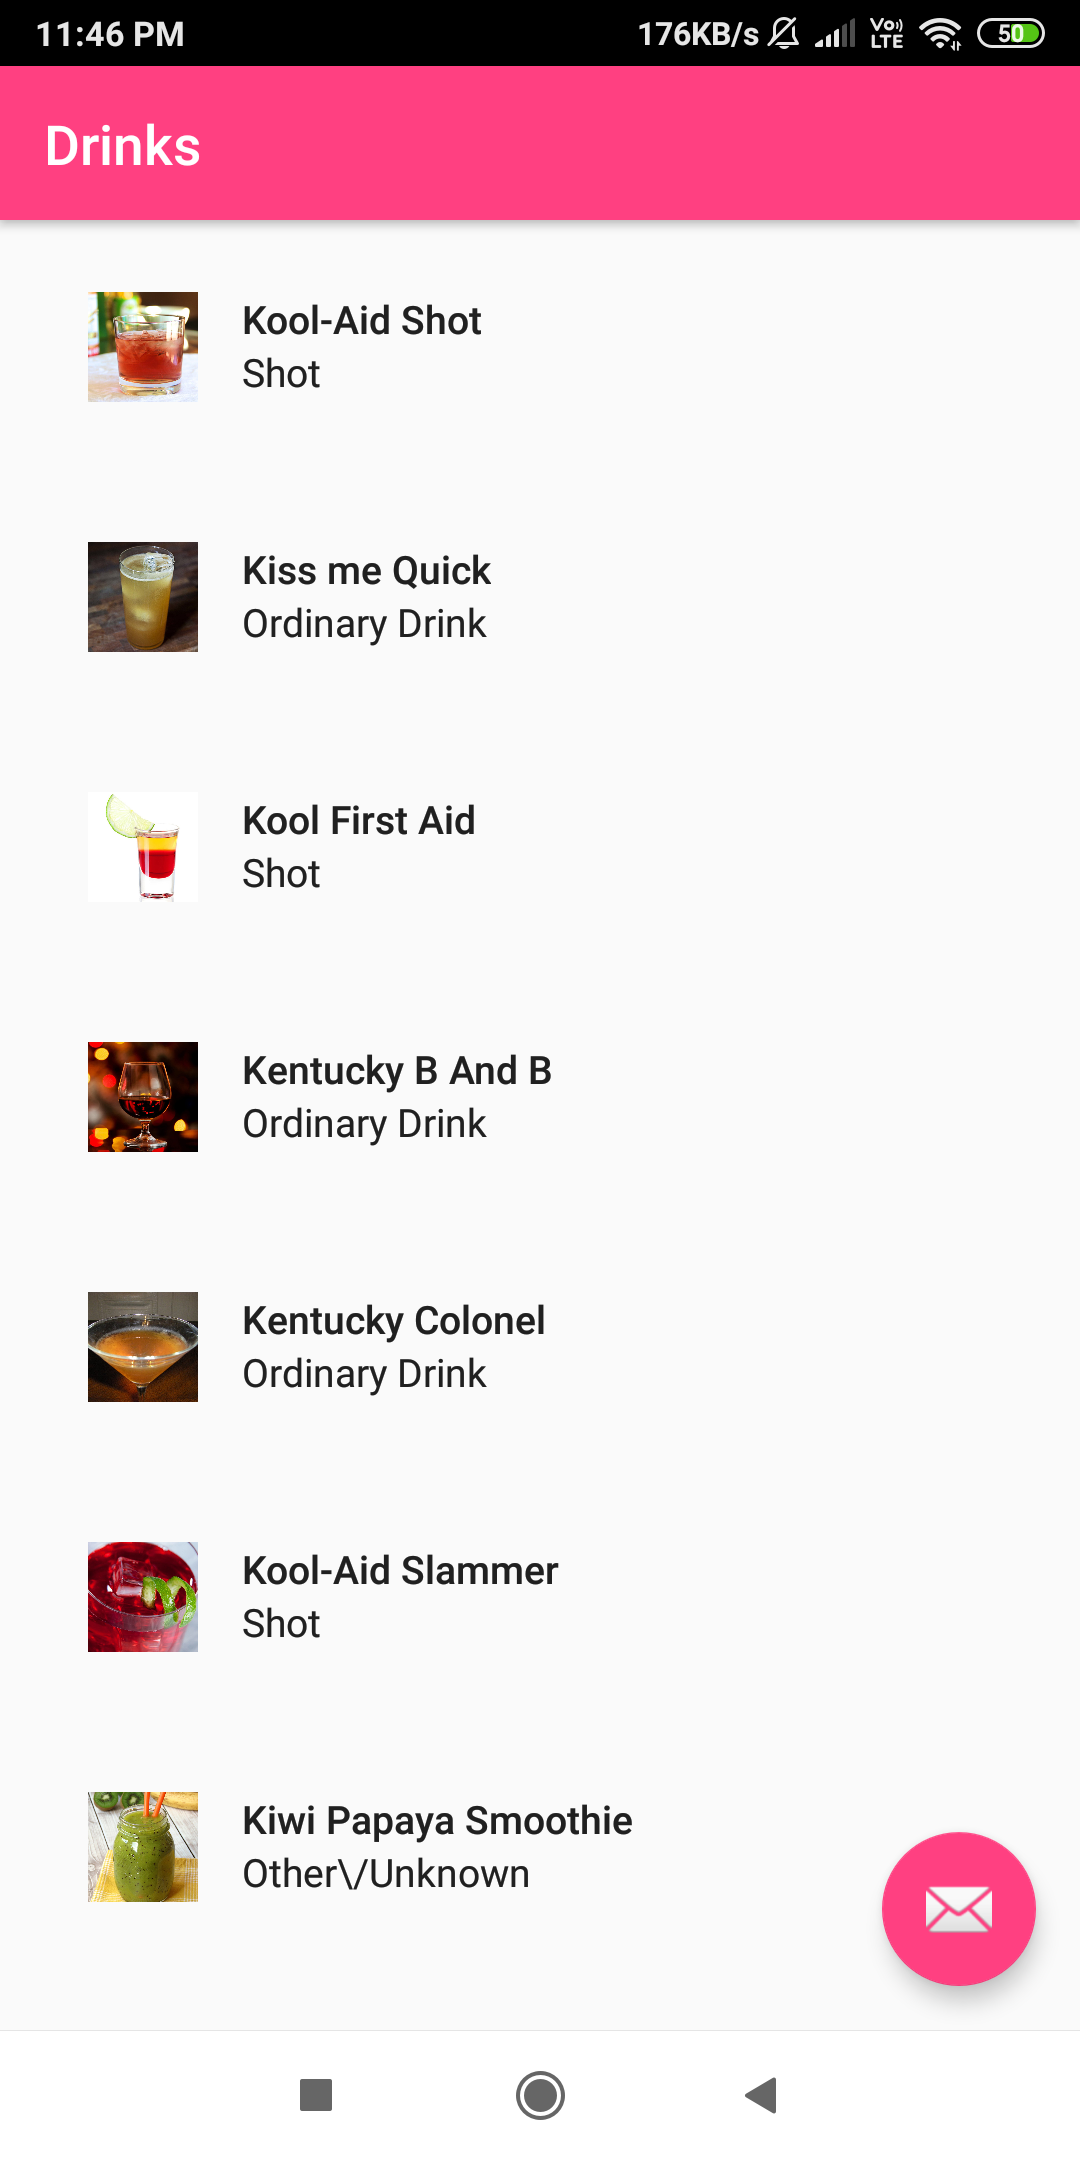 11:46 PM 176KB/s Vo LTE 50
Drinks
Kool-Aid Shot
Shot
Kiss me Quick
Ordinary Drink
Kool First Aid
Shot
Kentucky B And B
Ordinary Drink
Kentucky Colonel
Ordinary Drink
Kool-Aid Slammer
Shot
Kiwi Papaya Smoothie
Other\/Unknown